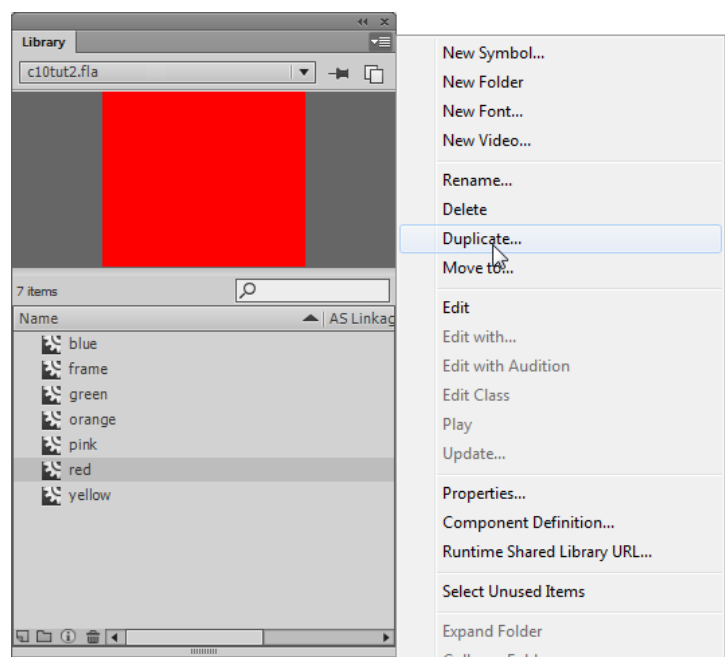 Library
c10tut2.fla
7 items
Name
AS Linkag
blue
frame
green
orange
pink
red
yellow
New Symbol...
New Folder
New Font...
New Video...
Rename...
Delete
Duplicate...
Move to...
Edit
Edit with...
Edit with Audition
Edit Class
Play
Update...
Properties...
Component Definition...
Runtime Shared Library URL...
Select Unused Items
Expand Folder